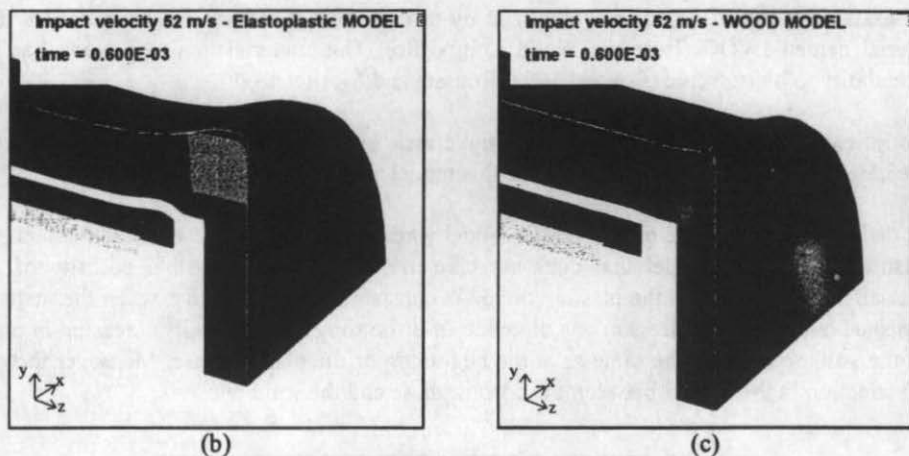 Impact velocity 52 m/s - Elastoplastic MODEL
time = 0.600E-03
y
x
z
(b)
Impact velocity 52 m/s - WOOD MODEL
time = 0.600E-03
y
x
z
(c)